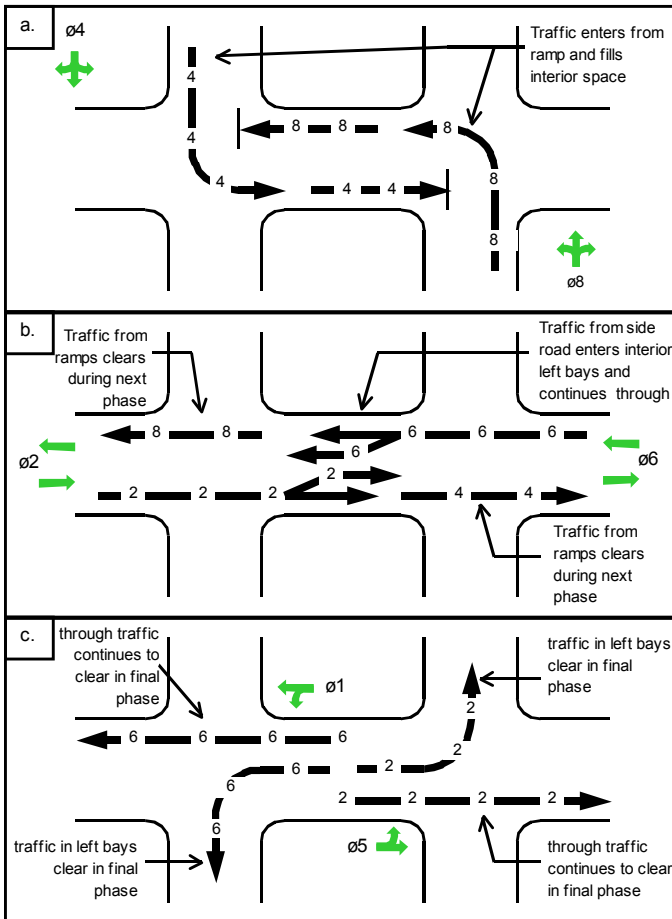 a.
ø4
Traffic enters from
ramp and fills
interior space
4
4
4
4 4
8 8
8
8
8
ø8
b.
Traffic from
ramps clears
during next
phase
Traffic from side
road enters interior
left bays and
continues through
8 8
6 6 6
6
2
2 2 2
4 4
ø2
ø6
Traffic from
ramps clears
during next
phase
c.
through traffic
continues to
clear in final
phase
ø1
traffic in left bays
clear in final
phase
6 6 6 6
6
6
6
2
2
2
2 2 2 2
traffic in left bays
clear in final
phase
ø5
through traffic
continues to clear
in final phase